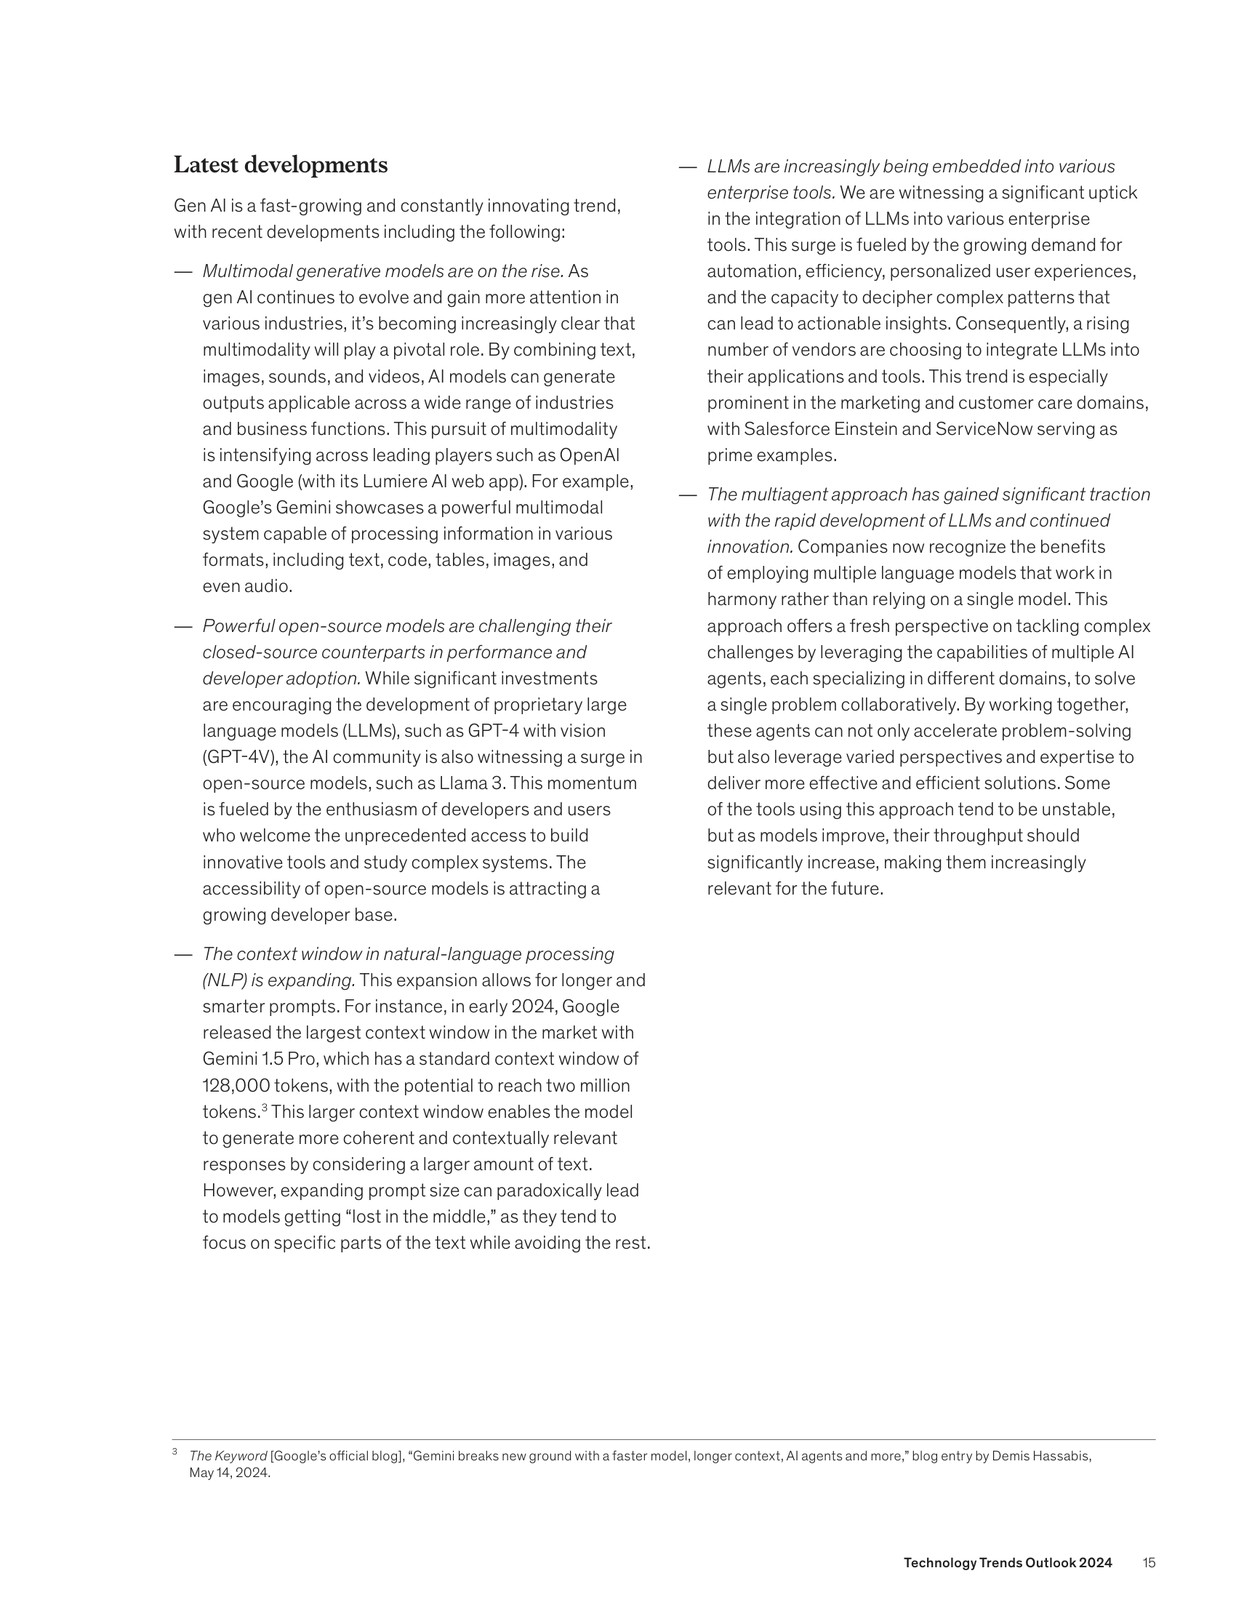 Latest developments
Gen AI is a fast-growing and constantly innovating trend,
with recent developments including the following:
— Multimodal generative models are on the rise. As
gen AI continues to evolve and gain more attention in
various industries, it’s becoming increasingly clear that
multimodality will play a pivotal role. By combining text,
images, sounds, and videos, AI models can generate
outputs applicable across a wide range of industries
and business functions. This pursuit of multimodality
is intensifying across leading players such as OpenAI
and Google (with its Lumiere AI web app). For example,
Google’s Gemini showcases a powerful multimodal
system capable of processing information in various
formats, including text, code, tables, images, and
even audio.
— Powerful open-source models are challenging their
closed-source counterparts in performance and
developer adoption. While significant investments
are encouraging the development of proprietary large
language models (LLMs), such as GPT-4 with vision
(GPT-4V), the AI community is also witnessing a surge in
open-source models, such as Llama 3. This momentum
is fueled by the enthusiasm of developers and users
who welcome the unprecedented access to build
innovative tools and study complex systems. The
accessibility of open-source models is attracting a
growing developer base.
— The context window in natural-language processing
(NLP) is expanding. This expansion allows for longer and
smarter prompts. For instance, in early 2024, Google
released the largest context window in the market with
Gemini 1.5 Pro, which has a standard context window of
128,000 tokens, with the potential to reach two million
tokens.3 This larger context window enables the model
to generate more coherent and contextually relevant
responses by considering a larger amount of text.
However, expanding prompt size can paradoxically lead
to models getting “lost in the middle,” as they tend to
focus on specific parts of the text while avoiding the rest.
— LLMs are increasingly being embedded into various
enterprise tools. We are witnessing a significant uptick
in the integration of LLMs into various enterprise
tools. This surge is fueled by the growing demand for
automation, efficiency, personalized user experiences,
and the capacity to decipher complex patterns that
can lead to actionable insights. Consequently, a rising
number of vendors are choosing to integrate LLMs into
their applications and tools. This trend is especially
prominent in the marketing and customer care domains,
with Salesforce Einstein and ServiceNow serving as
prime examples.
— The multiagent approach has gained significant traction
with the rapid development of LLMs and continued
innovation. Companies now recognize the benefits
of employing multiple language models that work in
harmony rather than relying on a single model. This
approach offers a fresh perspective on tackling complex
challenges by leveraging the capabilities of multiple AI
agents, each specializing in different domains, to solve
a single problem collaboratively. By working together,
these agents can not only accelerate problem-solving
but also leverage varied perspectives and expertise to
deliver more effective and efficient solutions. Some
of the tools using this approach tend to be unstable,
but as models improve, their throughput should
significantly increase, making them increasingly
relevant for the future.
3 The Keyword [Google’s official blog], “Gemini breaks new ground with a faster model, longer context, AI agents and more,” blog entry by Demis Hassabis,
May 14, 2024.
Technology Trends Outlook 2024 15